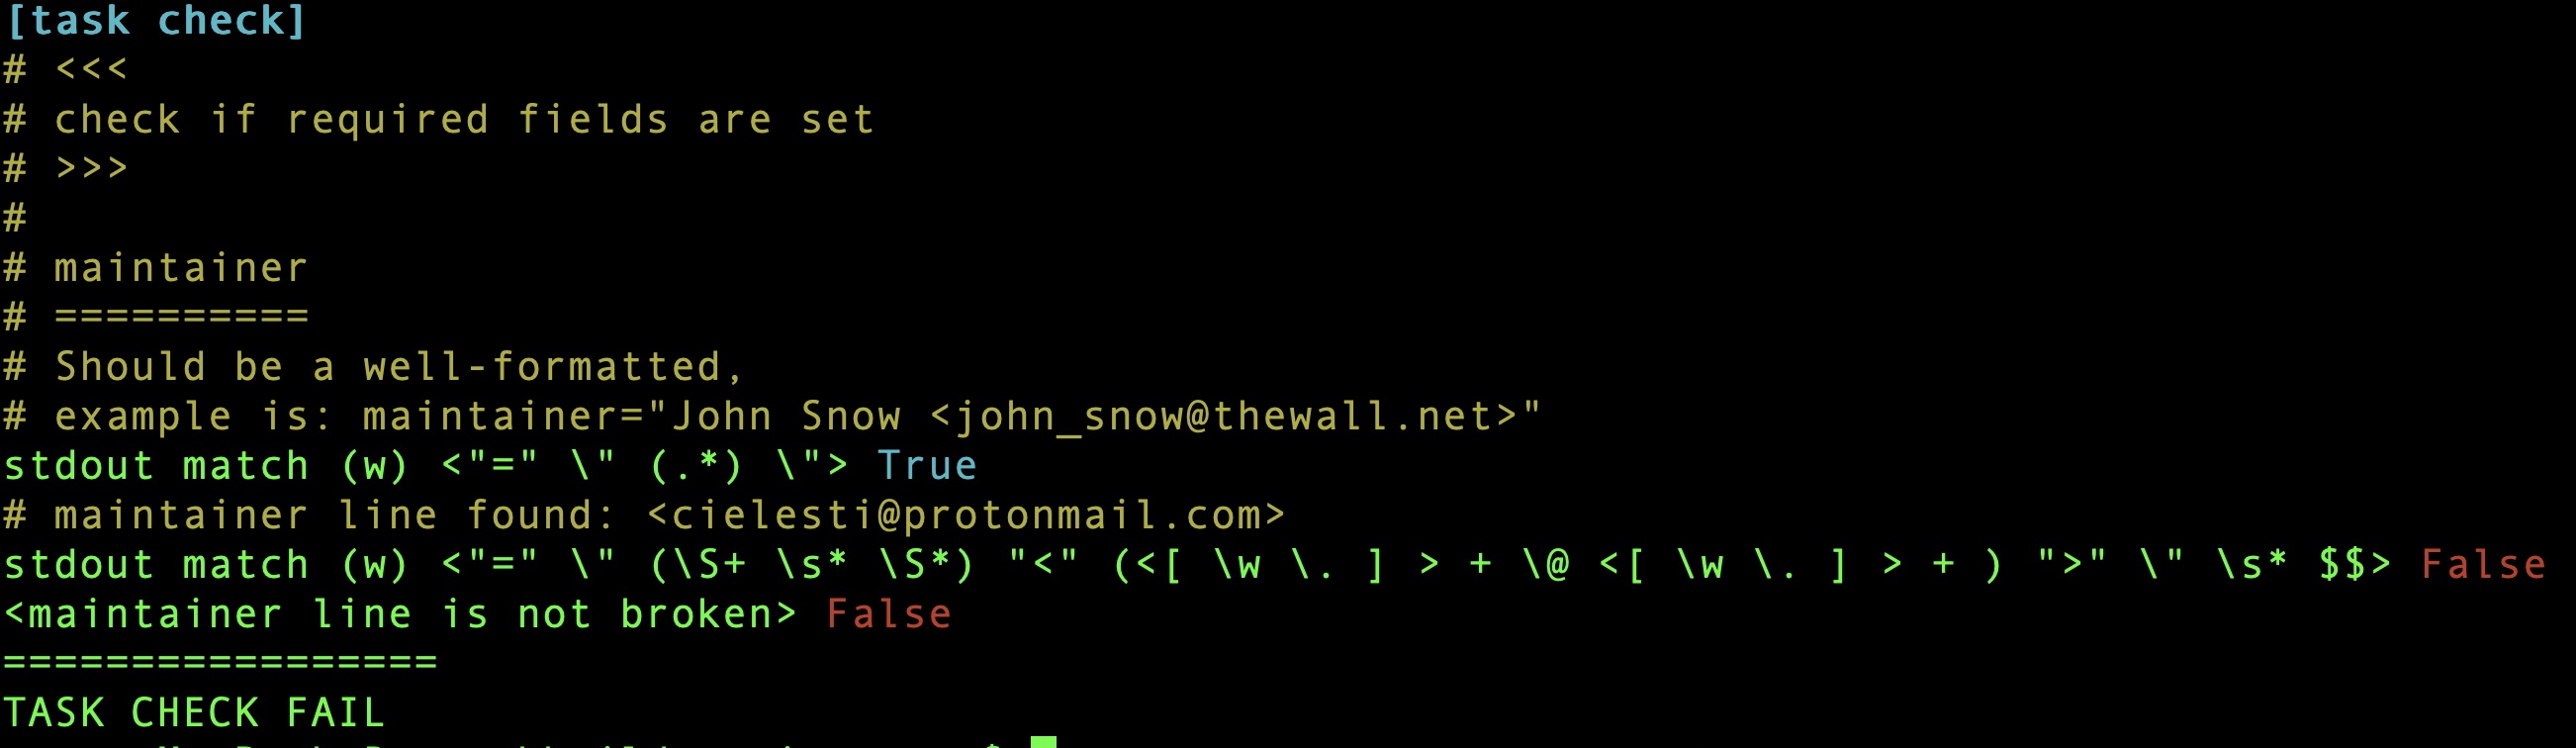 [task check]
# <<<
# check if required fields are set
# >>>
#
# maintainer
# ==========
# Should be a well-formatted,
# example is: maintainer="John Snow <john_snow@thewall.net>"
stdout match (w) <"=" \" (.*) \"> True
# maintainer line found: <cielesti@protonmail.com>
stdout match (w) <"=" \" (\S+ \s* \S*) "<" (<[ \w \. ] > + \@ <[ \w \. ] > + ) ">" \" \s* $$> False
<maintainer line is not broken> False
=================
TASK CHECK FAIL